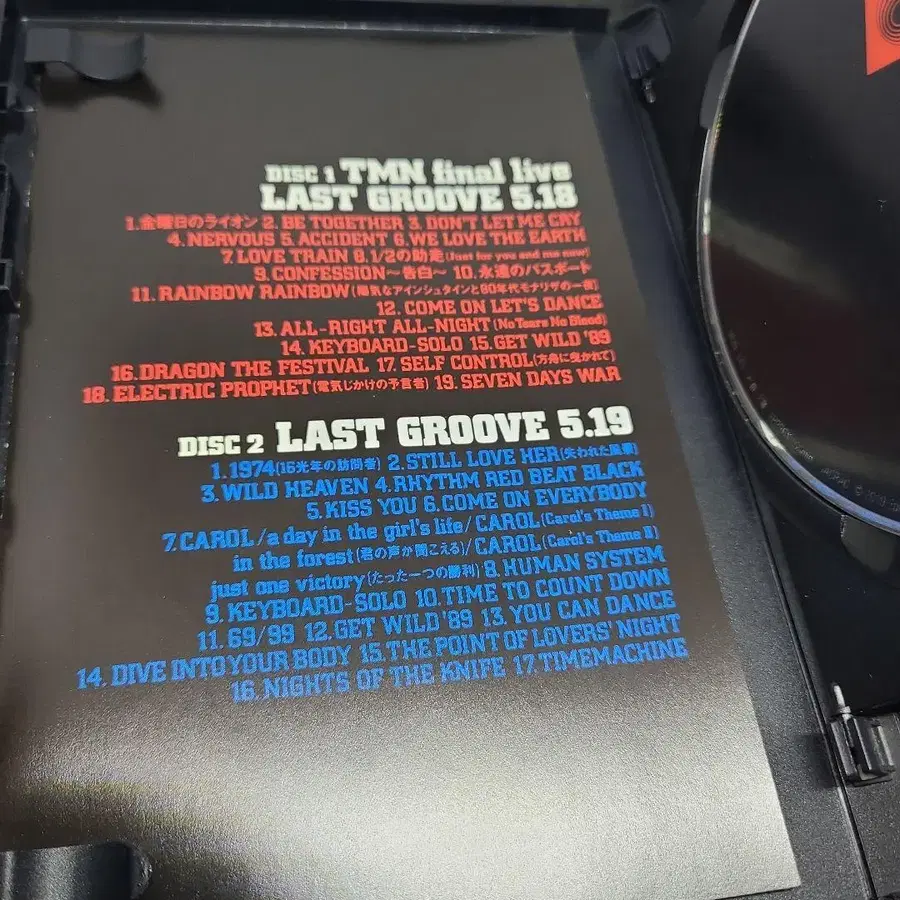 DISC 1 TMN final live
LAST GROOVE 5.18
1.金曜日のライオン 2. BE TOGETHER 3. DON'T LET ME CRY
4. NERVOUS 5. ACCIDENT 6. WE LOVE THE EARTH
7. LOVE TRAIN 8. 1/2の助走(Just for you and me now)
9. CONFESSION〜告白〜 10. 永遠のパスポート
11. RAINBOW RAINBOW(陽気なアインシュタインと80年代モナリザの一夜)
12. COME ON LET'S DANCE
13. ALL-RIGHT ALL-NIGHT(No Tears No Blood)
14. KEYBOARD-SOLO 15. GET WILD '89
16. DRAGON THE FESTIVAL 17. SELF CONTROL(方舟に曳かれて)
18. ELECTRIC PROPHET(電気じかけの予言者) 19. SEVEN DAYS WAR
DISC 2 LAST GROOVE 5.19
1. 1974(16光年の訪問者) 2. STILL LOVE HER(失われた風景)
3. WILD HEAVEN 4. RHYTHM RED BEAT BLACK
5. KISS YOU 6. COME ON EVERYBODY
7. CAROL/a day in the girl's life/CAROL(Carol's Theme I)
in the forest(君の声が聞こえる)/CAROL(Carol's Theme II)
just one victory(たった一つの勝利) 8. HUMAN SYSTEM
9. KEYBOARD-SOLO 10. TIME TO COUNT DOWN
11. 69/99 12. GET WILD '89 13. YOU CAN DANCE
14. DIVE INTO YOUR BODY 15. THE POINT OF LOVERS' NIGHT
16. NIGHTS OF THE KNIFE 17. TIMEMACHINE